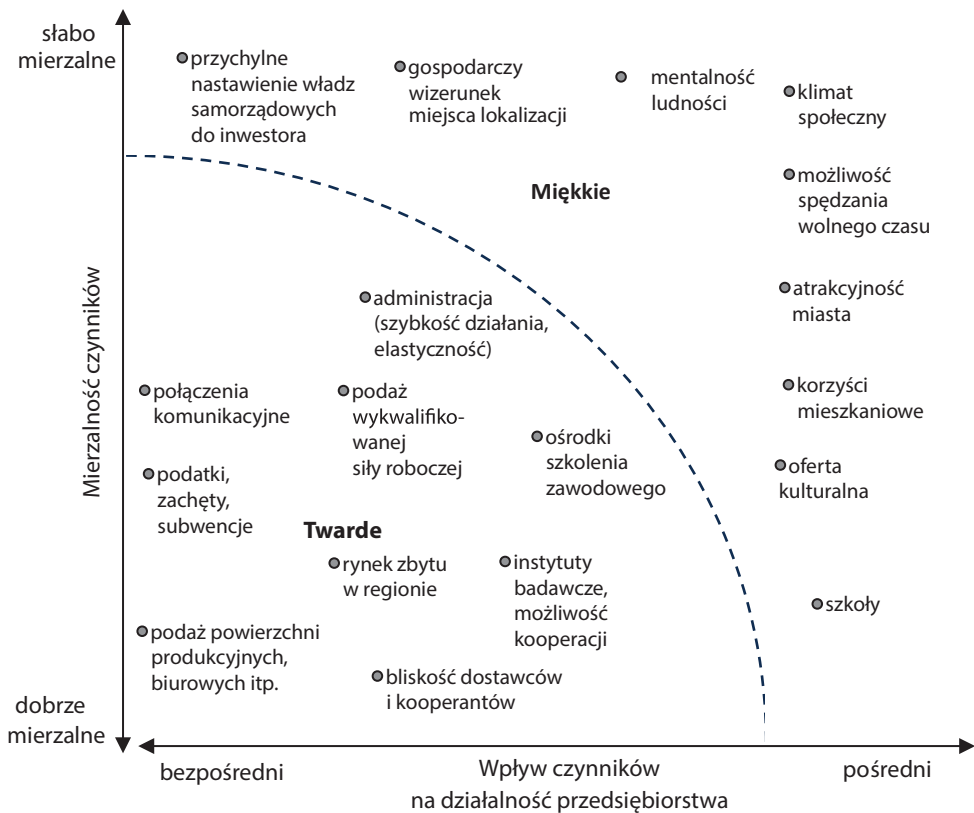 słabo
mierzalne
przychylne
nastawienie władz
samorządowych
do inwestora
gospodarczy
wizerunek
miejsca lokalizacji
mentalność
ludności
klimat
społeczny
Miękkie
możliwość
spędzania
wolnego czasu
administracja
(szybkość działania,
elastyczność)
atrakcyjność
miasta
Mierzalność czynników
połączenia
komunikacyjne
podaż
wykwalifiko-
wanej
siły roboczej
korzyści
mieszkaniowe
ośrodki
szkolenia
zawodowego
podatki,
zachęty,
subwencje
oferta
kulturalna
Twarde
rynek zbytu
w regionie
instytuty
badawcze,
możliwość
kooperacji
szkoły
podaż powierzchni
produkcyjnych,
biurowych itp.
bliskość dostawców
i kooperantów
dobrze
mierzalne
bezpośredni
Wpływ czynników
na działalność przedsiębiorstwa
pośredni